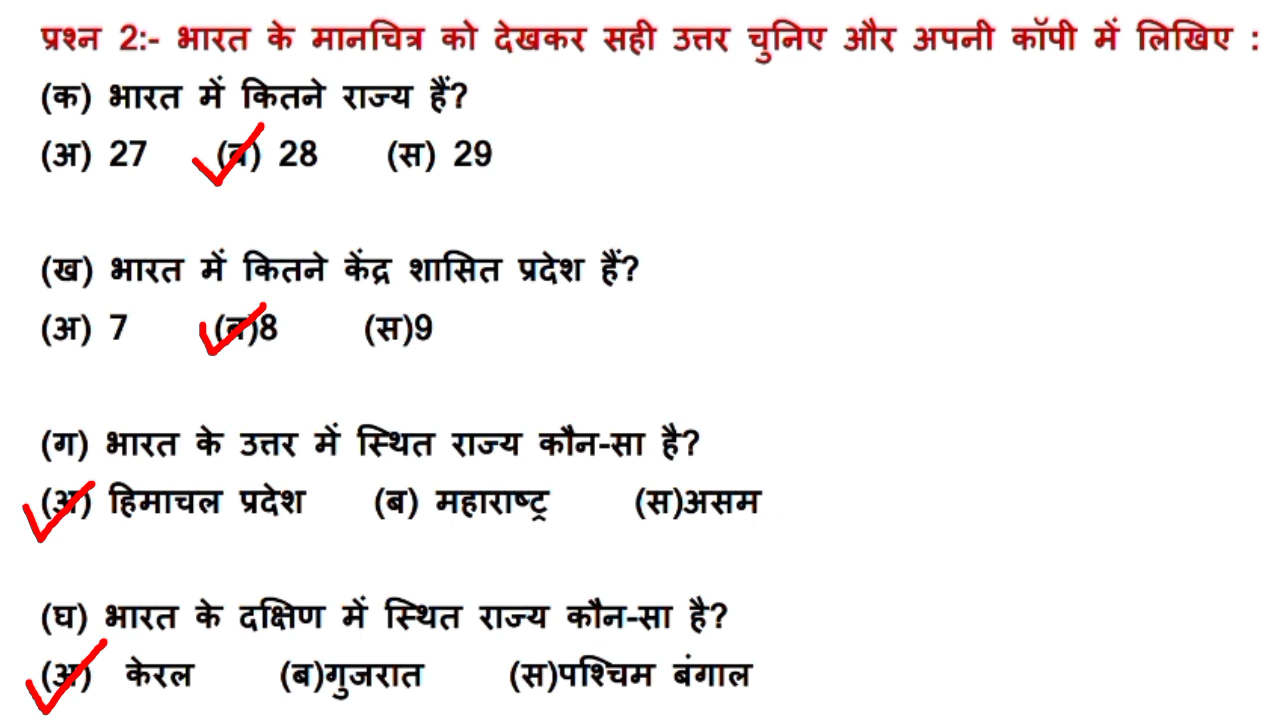 प्रश्न 2:- भारत के मानचित्र को देखकर सही उत्तर चुनिए और अपनी कॉपी में लिखिए :
(क) भारत में कितने राज्य हैं?
(अ) 27 (ब) 28 (स) 29
(ख) भारत में कितने केंद्र शासित प्रदेश हैं?
(अ) 7 (ब)8 (स)9
(ग) भारत के उत्तर में स्थित राज्य कौन-सा है?
(अ) हिमाचल प्रदेश (ब) महाराष्ट्र (स)असम
(घ) भारत के दक्षिण में स्थित राज्य कौन-सा है?
(अ) केरल (ब)गुजरात (स)पश्चिम बंगाल